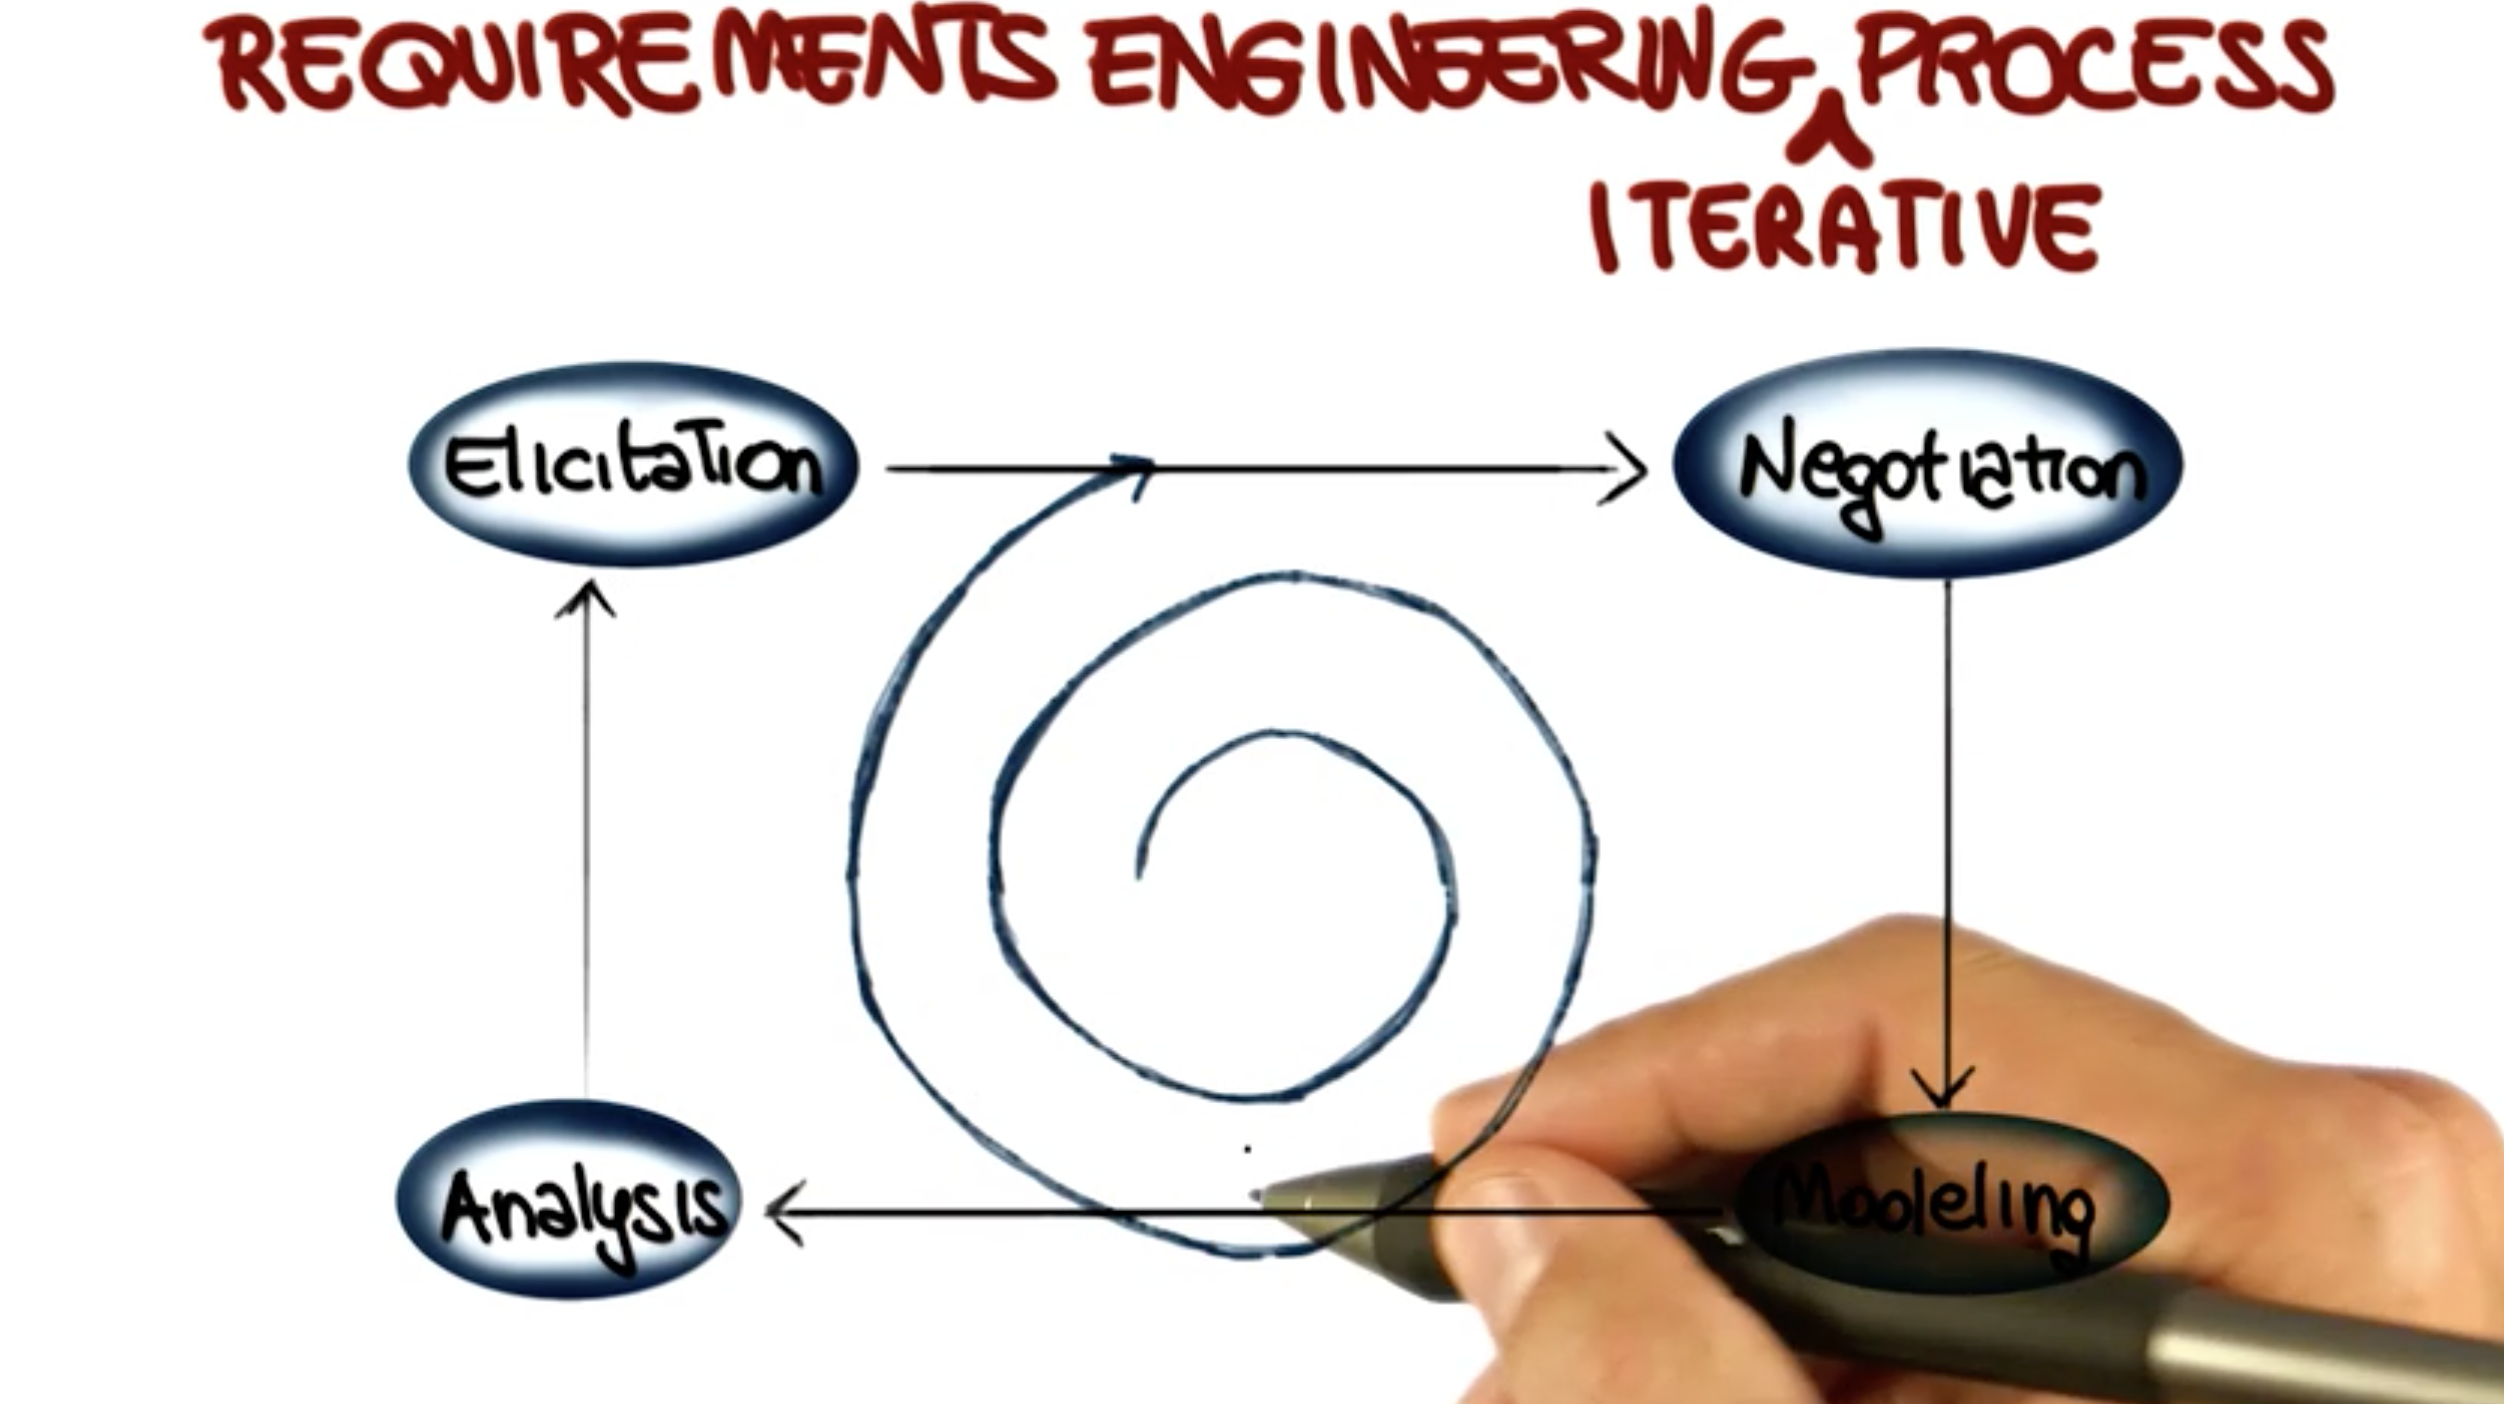 REQUIREMENTS ENGINEERING PROCESS
ITERATIVE
Elicitation
Negotiation
Analysis
Modeling